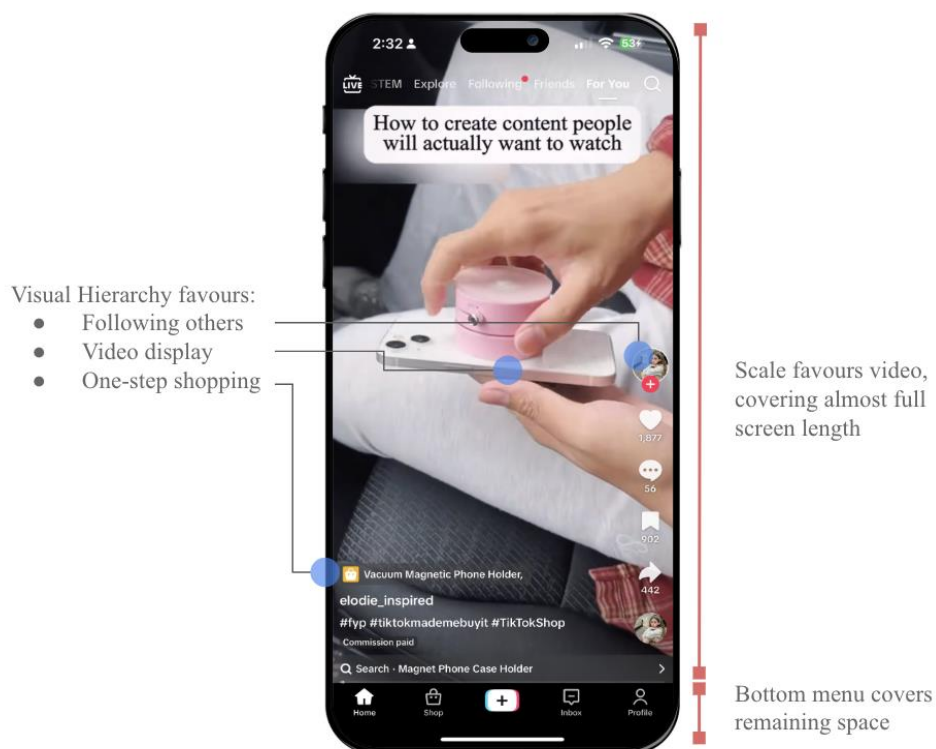 2:32
53
LIVE
STEM Explore Following Friends For You
How to create content people
will actually want to watch
Visual Hierarchy favours:
● Following others
● Video display
● One-step shopping
1,877
56
902
442
Scale favours video,
covering almost full
screen length
Vacuum Magnetic Phone Holder,
elodie_inspired
#fyp #tiktokmademebuyit #TikTokShop
Commission paid
Search · Magnet Phone Case Holder
Home Shop Inbox Profile
Bottom menu covers
remaining space